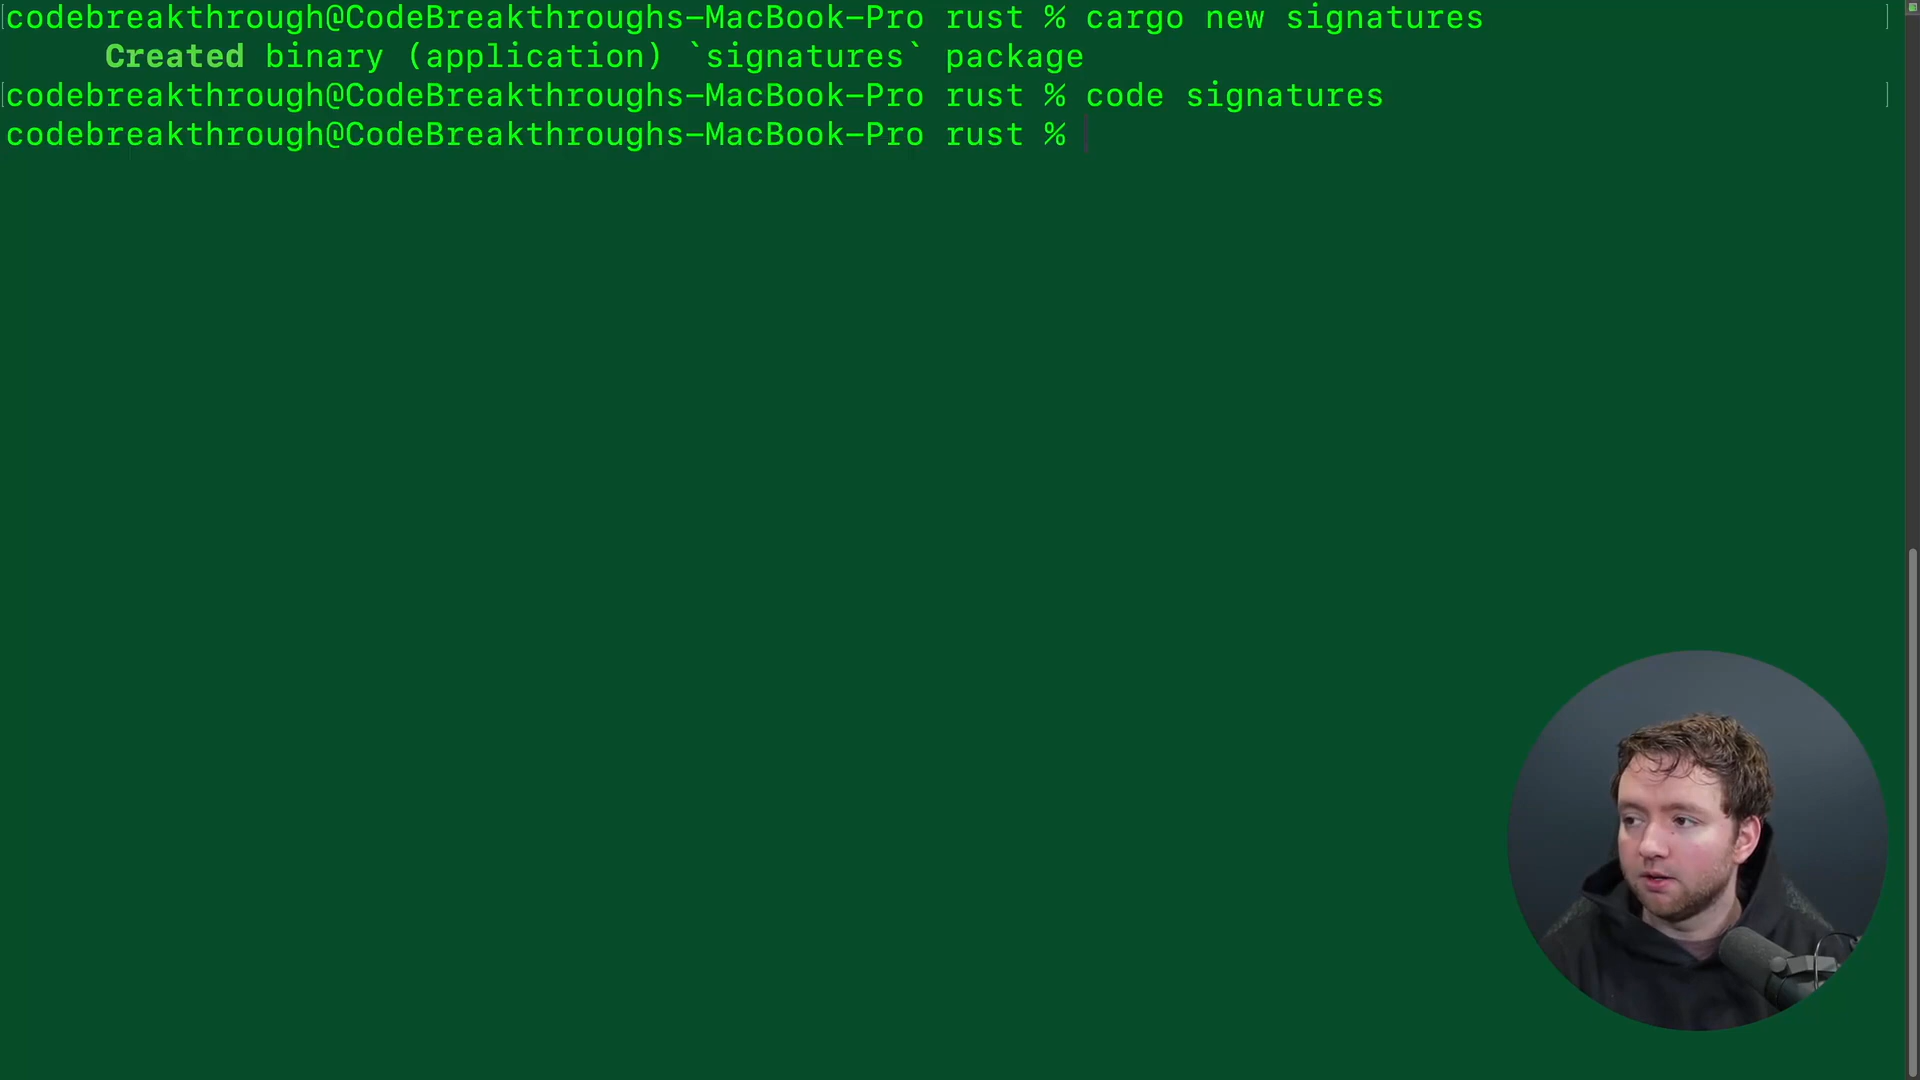 [codebreakthrough@CodeBreakthroughs-MacBook-Pro rust % cargo new signatures ]
Created binary (application) `signatures` package
[codebreakthrough@CodeBreakthroughs-MacBook-Pro rust % code signatures ]
codebreakthrough@CodeBreakthroughs-MacBook-Pro rust %